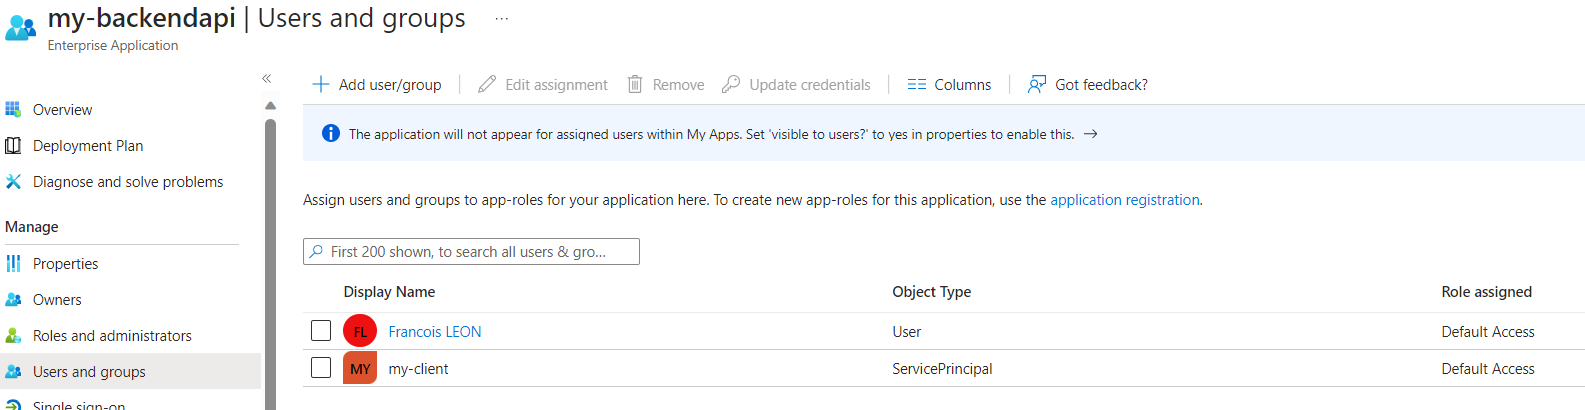 my-backendapi | Users and groups ...
Enterprise Application
«
Overview
Deployment Plan
Diagnose and solve problems
Manage
Properties
Owners
Roles and administrators
Users and groups
Single sign-on
Add user/group Edit assignment Remove Update credentials Columns Got feedback?
The application will not appear for assigned users within My Apps. Set 'visible to users?' to yes in properties to enable this. →
Assign users and groups to app-roles for your application here. To create new app-roles for this application, use the application registration.
First 200 shown, to search all users & gro...
Display Name Object Type Role assigned
FL Francois LEON User Default Access
MY my-client ServicePrincipal Default Access